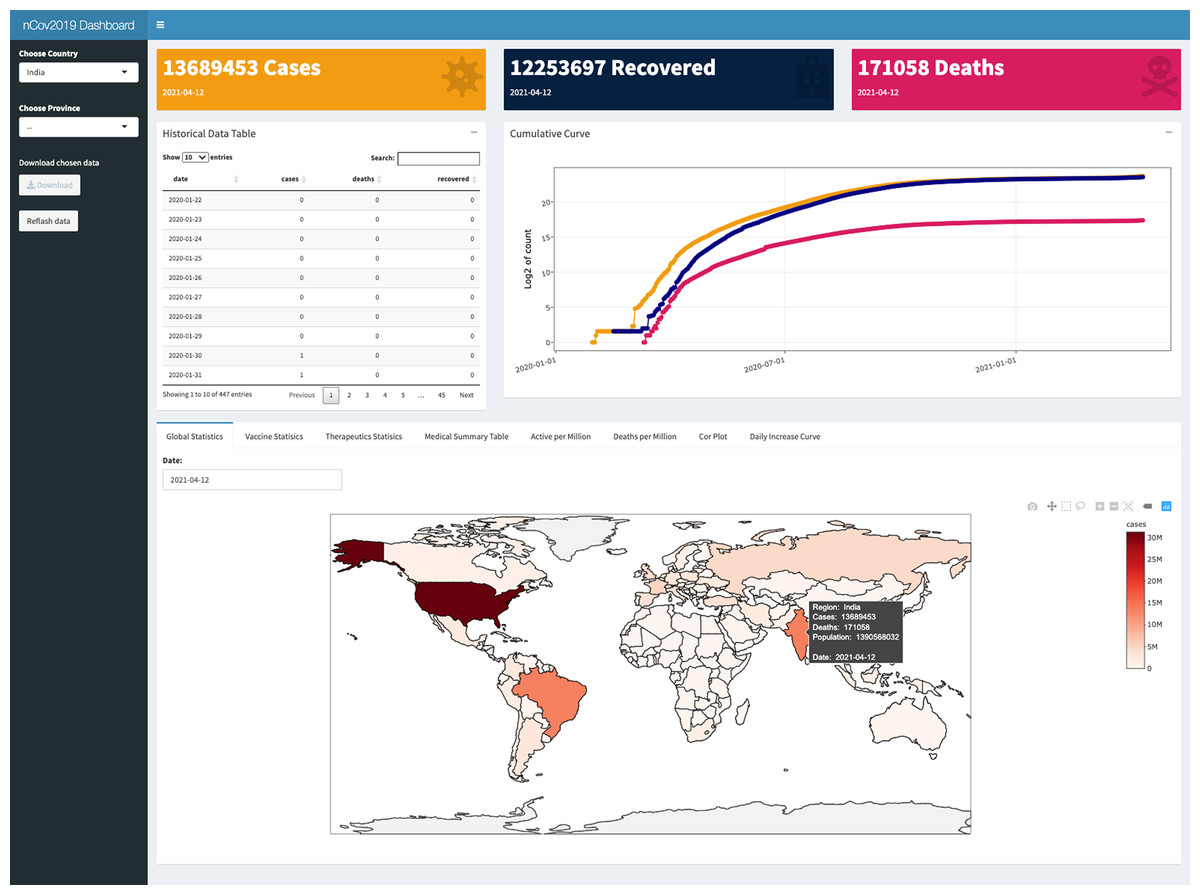 nCov2019 Dashboard
Choose Country
India
Choose Province
--
Download chosen data
Download
Reflash data
13689453 Cases
2021-04-12
12253697 Recovered
2021-04-12
171058 Deaths
2021-04-12
Historical Data Table
Show 10 entries
Search:
date cases deaths recovered
2020-01-22 0 0 0
2020-01-23 0 0 0
2020-01-24 0 0 0
2020-01-25 0 0 0
2020-01-26 0 0 0
2020-01-27 0 0 0
2020-01-28 0 0 0
2020-01-29 0 0 0
2020-01-30 1 0 0
2020-01-31 1 0 0
Showing 1 to 10 of 447 entries
Previous 1 2 3 4 5 ... 45 Next
Cumulative Curve
Log2 of count
20
15
10
5
0
2020-01-01
2020-07-01
2021-01-01
Global Statistics
Vaccine Statisics
Therapeutics Statisics
Medical Summary Table
Active per Million
Deaths per Million
Cor Plot
Daily Increase Curve
Date:
2021-04-12
Region: India
Cases: 13689453
Deaths: 171058
Population: 1390568032
Date: 2021-04-12
cases
30M
25M
20M
15M
10M
5M
0